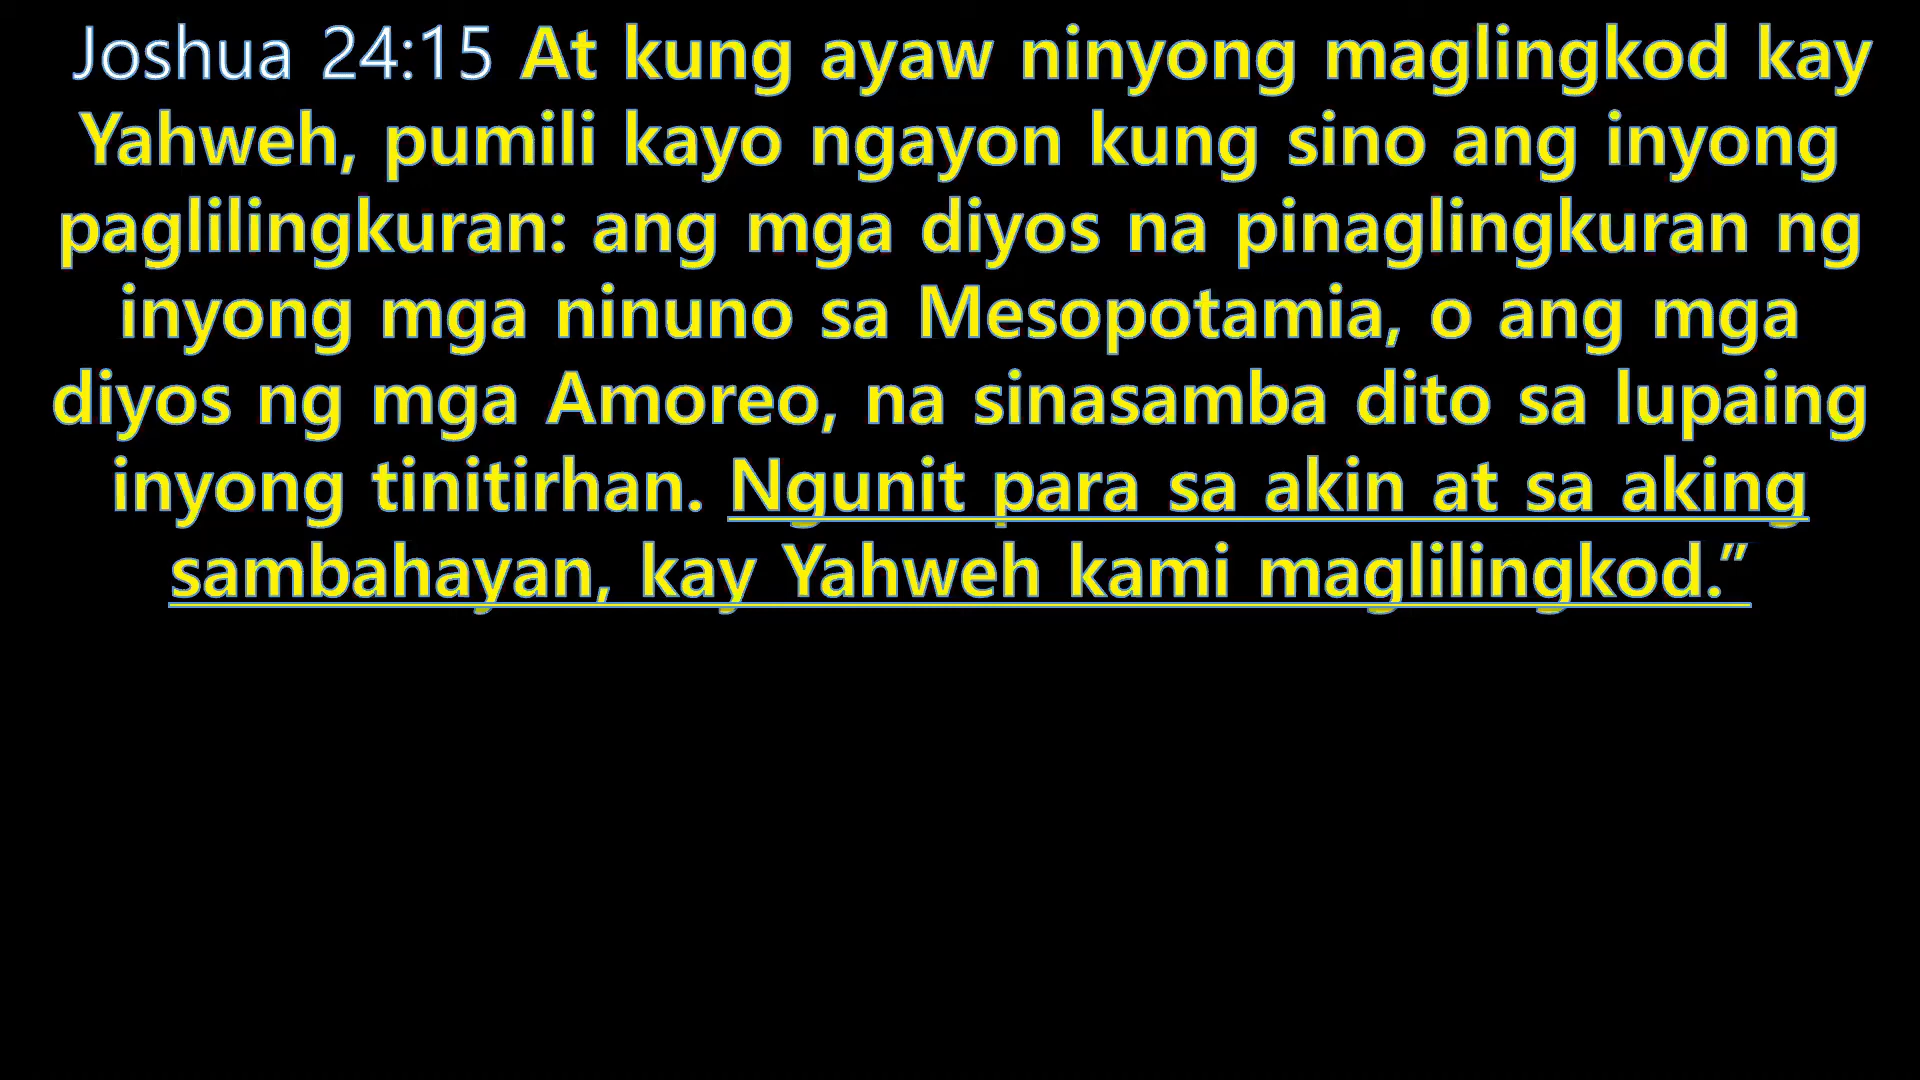 Joshua 24:15 At kung ayaw ninyong maglingkod kay
Yahweh, pumili kayo ngayon kung sino ang inyong
paglilingkuran: ang mga diyos na pinaglingkuran ng
inyong mga ninuno sa Mesopotamia, o ang mga
diyos ng mga Amoreo, na sinasamba dito sa lupaing
inyong tinitirhan. Ngunit para sa akin at sa aking
sambahayan, kay Yahweh kami maglilingkod.”